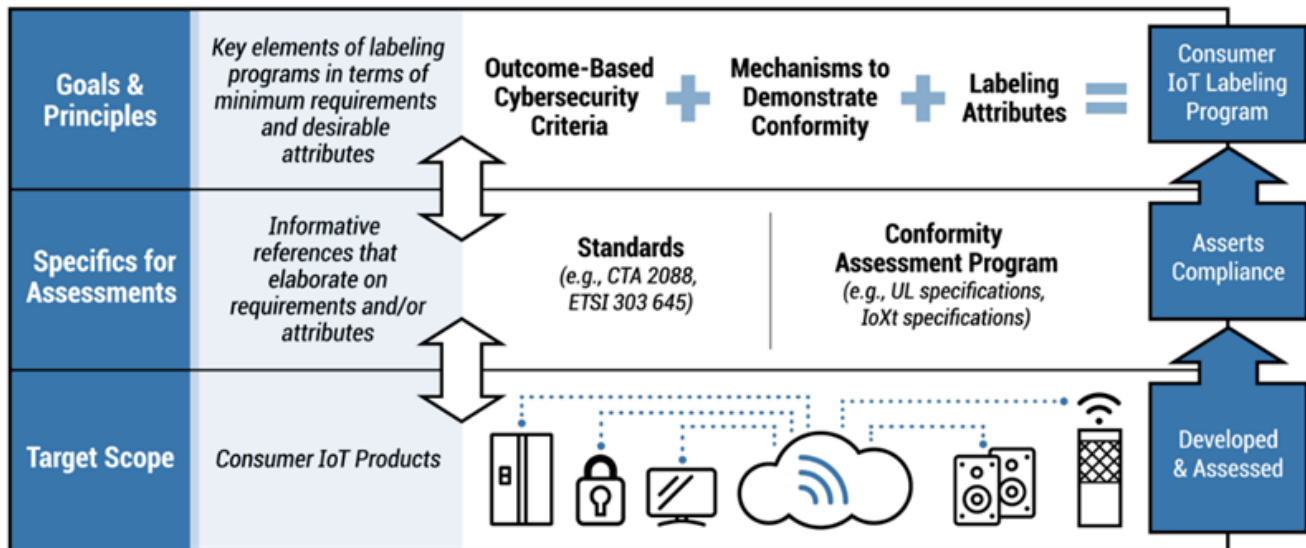 Goals &
Principles
Key elements of labeling
programs in terms of
minimum requirements
and desirable
attributes
Outcome-Based
Cybersecurity
Criteria
+
Mechanisms to
Demonstrate
Conformity
+
Labeling
Attributes
=
Consumer
IoT Labeling
Program
Specifics for
Assessments
Informative
references that
elaborate on
requirements and/or
attributes
Standards
(e.g., CTA 2088,
ETSI 303 645)
Conformity
Assessment Program
(e.g., UL specifications,
IoXt specifications)
Asserts
Compliance
Target Scope
Consumer IoT Products
Developed
& Assessed